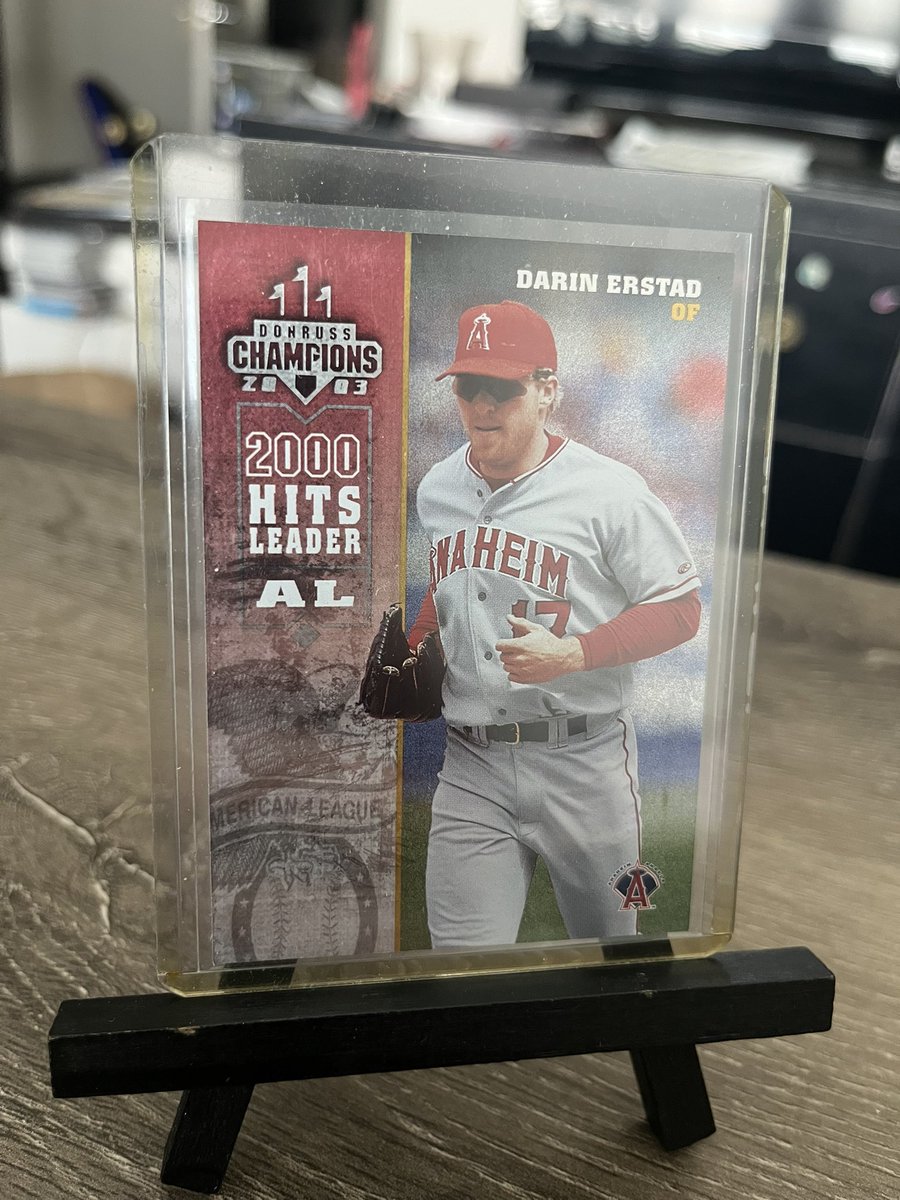 DONRUSS
CHAMPIONS
2003
2000
HITS
LEADER
AL
MERICAN LEAGUE
DARIN ERSTAD
OF
A
ANAHEIM
17
A